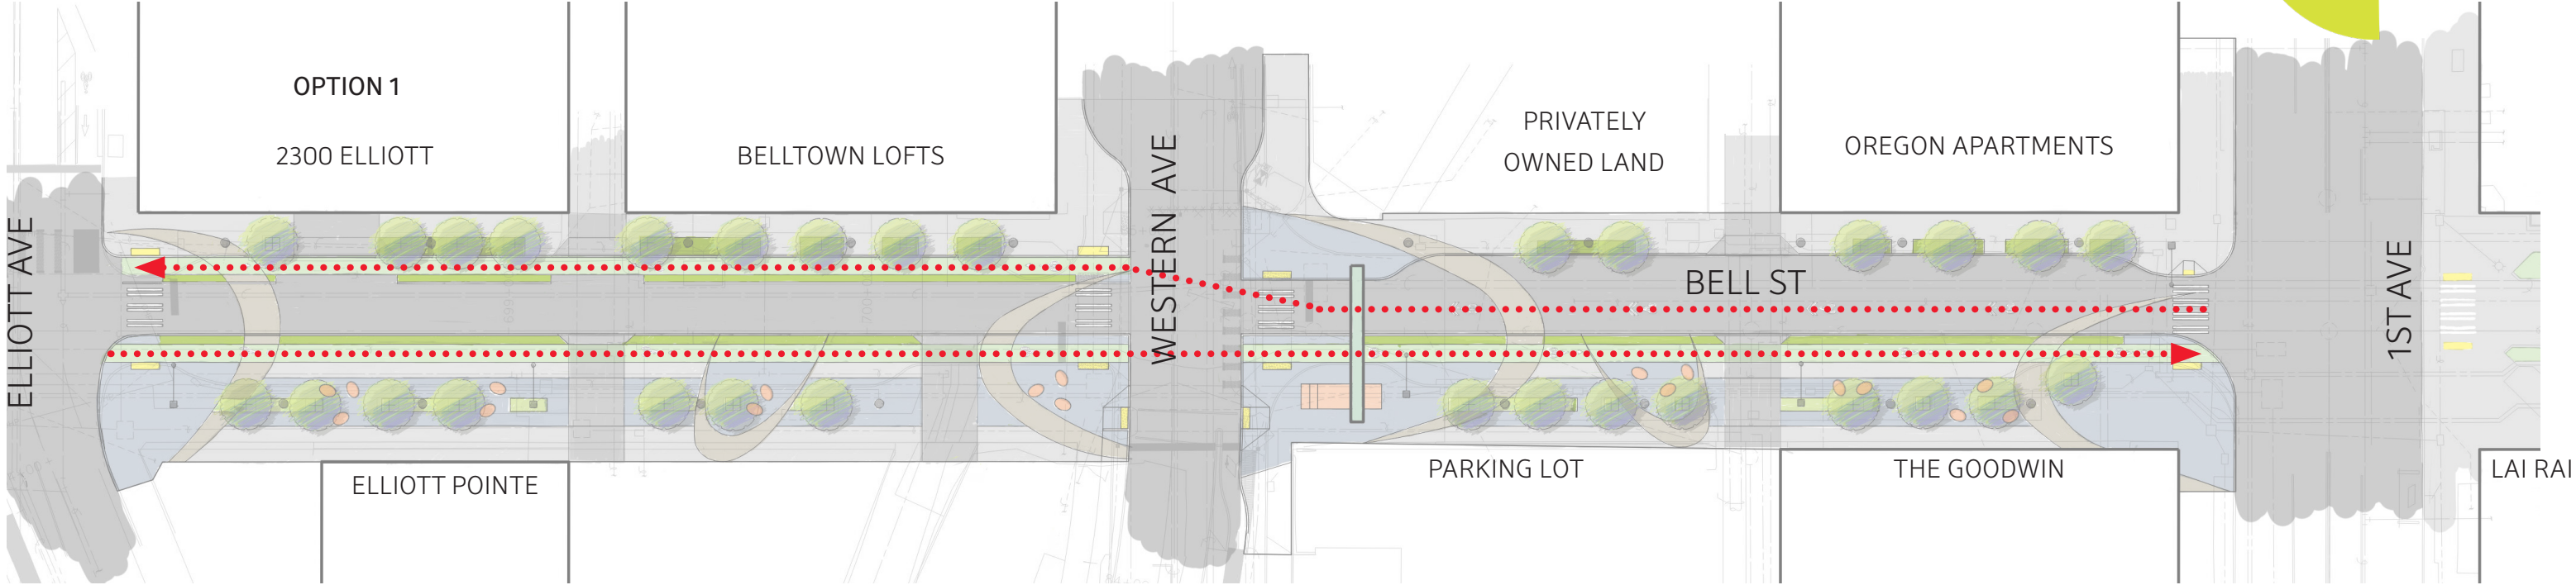 OPTION 1
2300 ELLIOTT
BELLTOWN LOFTS
PRIVATELY
OWNED LAND
OREGON APARTMENTS
ELLIOTT AVE
WESTERN AVE
BELL ST
1ST AVE
ELLIOTT POINTE
PARKING LOT
THE GOODWIN
LAI RAI